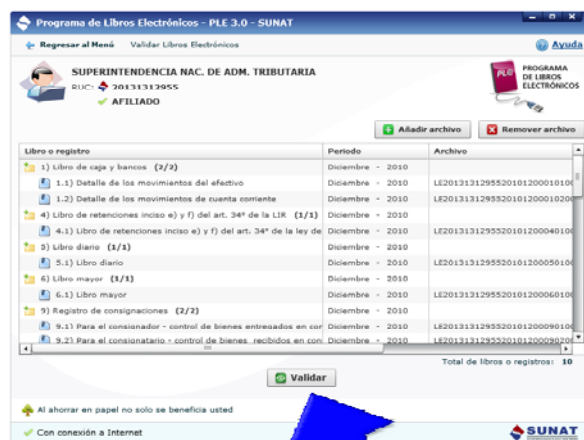 Programa de Libros Electrónicos - PLE 3.0 - SUNAT
Regresar al Menú Validar Libros Electrónicos Ayuda
SUPERINTENDENCIA NAC. DE ADM. TRIBUTARIA
RUC: 20131312955
AFILIADO
PLE PROGRAMA DE LIBROS ELECTRÓNICOS
Añadir archivo Remover archivo
Libro o registro Periodo Archivo
1) Libro de caja y bancos (2/2) Diciembre - 2010
1.1) Detalle de los movimientos del efectivo Diciembre - 2010 LE2013131295520101200010100
1.2) Detalle de los movimientos de cuenta corriente Diciembre - 2010 LE2013131295520101200010200
4) Libro de retenciones inciso e) y f) del art. 34° de la LIR (1/1) Diciembre - 2010
4.1) Libro de retenciones inciso e) y f) del art. 34° de la ley de Diciembre - 2010 LE2013131295520101200040100
5) Libro diario (1/1) Diciembre - 2010
5.1) Libro diario Diciembre - 2010 LE2013131295520101200050100
6) Libro mayor (1/1) Diciembre - 2010
6.1) Libro mayor Diciembre - 2010 LE2013131295520101200060100
9) Registro de consignaciones (2/2) Diciembre - 2010
9.1) Para el consignador - control de bienes entregados en con Diciembre - 2010 LE2013131295520101200090100
9.2) Para el consignatario - control de bienes recibidos en con Diciembre - 2010 LE2013131295520101200090200
Total de libros o registros: 10
Validar
Al ahorrar en papel no solo se beneficia usted
Con conexión a Internet SUNAT